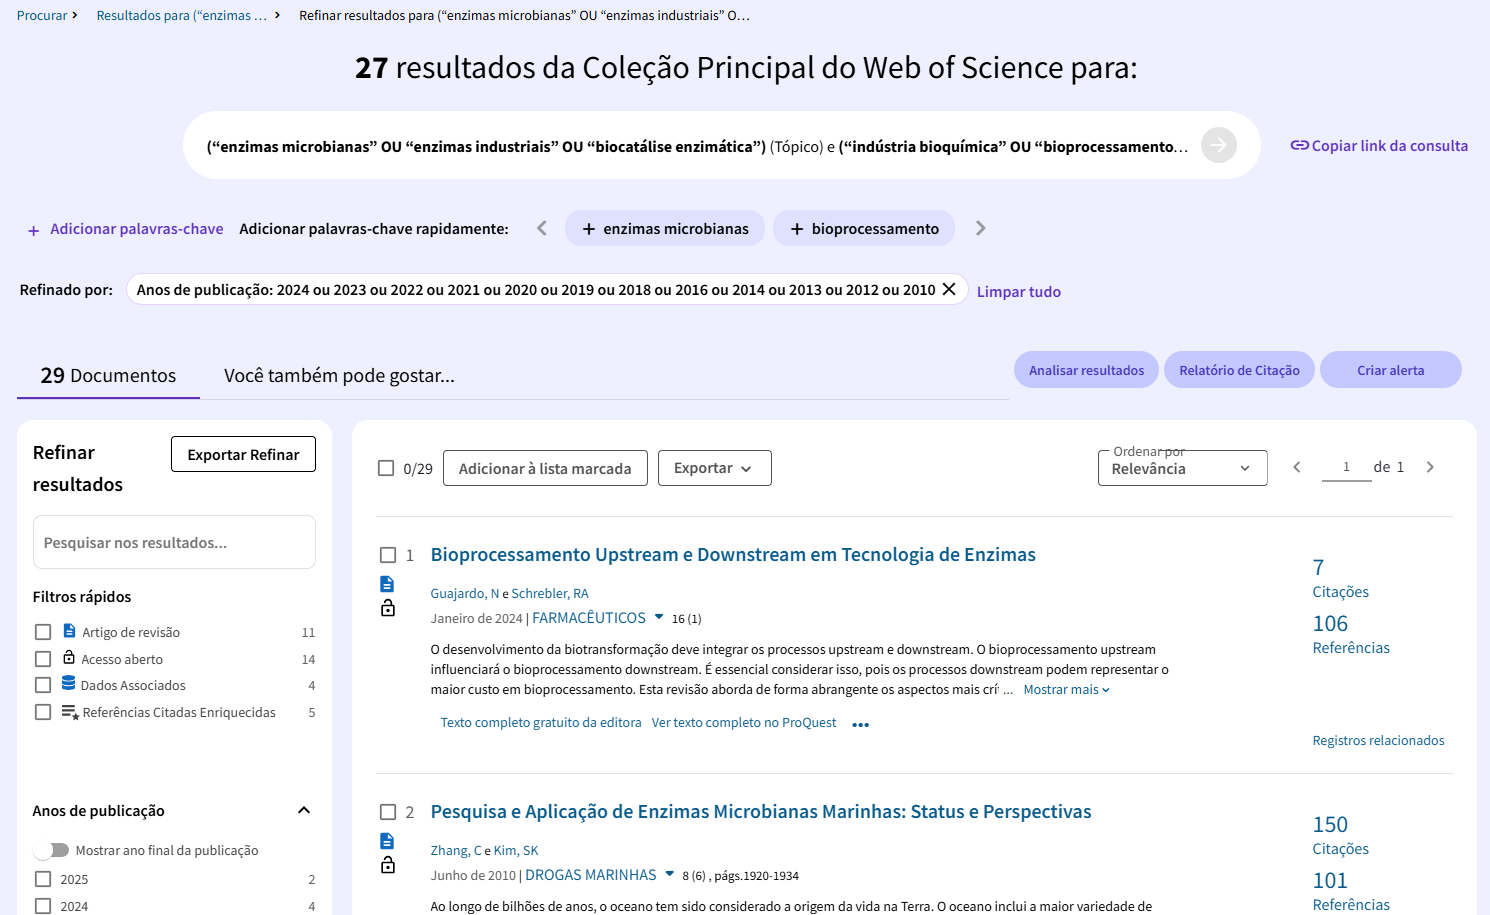 Procurar
Resultados para (“enzimas …
Refinar resultados para (“enzimas microbianas” OU “enzimas industriais” O…
27 resultados da Coleção Principal do Web of Science para:
(“enzimas microbianas” OU “enzimas industriais” OU “biocatálise enzimática”) (Tópico) e (“indústria bioquímica” OU “bioprocessamento…
Copiar link da consulta
+ Adicionar palavras-chave
Adicionar palavras-chave rapidamente:
+ enzimas microbianas
+ bioprocessamento
Refinado por:
Anos de publicação: 2024 ou 2023 ou 2022 ou 2021 ou 2020 ou 2019 ou 2018 ou 2016 ou 2014 ou 2013 ou 2012 ou 2010
Limpar tudo
29 Documentos
Você também pode gostar...
Analisar resultados
Relatório de Citação
Criar alerta
Refinar
resultados
Exportar Refinar
Pesquisar nos resultados...
Filtros rápidos
Artigo de revisão 11
Acesso aberto 14
Dados Associados 4
Referências Citadas Enriquecidas 5
Anos de publicação
Mostrar ano final da publicação
2025 2
2024 4
0/29
Adicionar à lista marcada
Exportar
Ordenar por
Relevância
1 de 1
1 Bioprocessamento Upstream e Downstream em Tecnologia de Enzimas
Guajardo, N e Schrebler, RA
Janeiro de 2024 | FARMACÊUTICOS 16 (1)
O desenvolvimento da biotransformação deve integrar os processos upstream e downstream. O bioprocessamento upstream
influenciará o bioprocessamento downstream. É essencial considerar isso, pois os processos downstream podem representar o
maior custo em bioprocessamento. Esta revisão aborda de forma abrangente os aspectos mais crí ... Mostrar mais
Texto completo gratuito da editora Ver texto completo no ProQuest
7
Citações
106
Referências
Registros relacionados
2 Pesquisa e Aplicação de Enzimas Microbianas Marinhas: Status e Perspectivas
Zhang, C e Kim, SK
Junho de 2010 | DROGAS MARINHAS 8 (6) , págs.1920-1934
Ao longo de bilhões de anos, o oceano tem sido considerado a origem da vida na Terra. O oceano inclui a maior variedade de
150
Citações
101
Referências